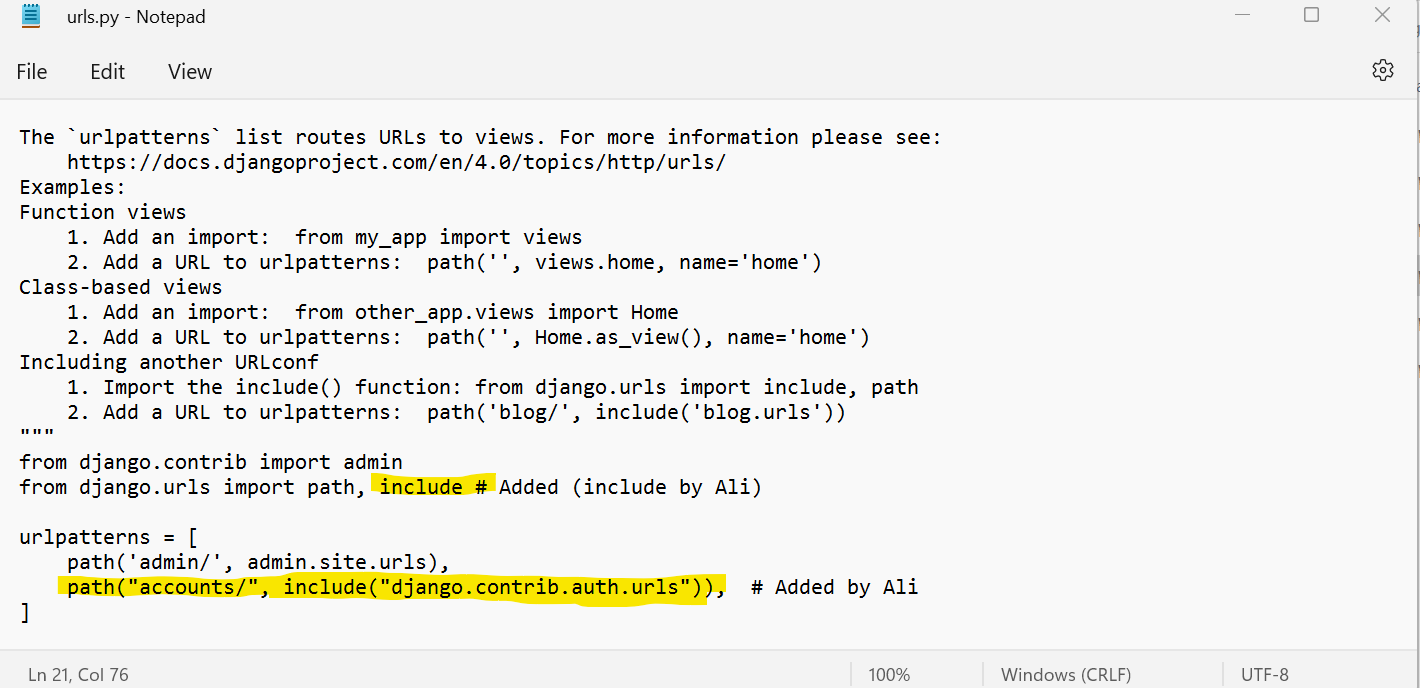 urls.py - Notepad
File Edit View
The `urlpatterns` list routes URLs to views. For more information please see:
    https://docs.djangoproject.com/en/4.0/topics/http/urls/
Examples:
Function views
    1. Add an import:  from my_app import views
    2. Add a URL to urlpatterns:  path('', views.home, name='home')
Class-based views
    1. Add an import:  from other_app.views import Home
    2. Add a URL to urlpatterns:  path('', Home.as_view(), name='home')
Including another URLconf
    1. Import the include() function: from django.urls import include, path
    2. Add a URL to urlpatterns:  path('blog/', include('blog.urls'))
"""
from django.contrib import admin
from django.urls import path, include # Added (include by Ali)

urlpatterns = [
    path('admin/', admin.site.urls),
    path("accounts/", include("django.contrib.auth.urls")),  # Added by Ali
]
Ln 21, Col 76 100% Windows (CRLF) UTF-8